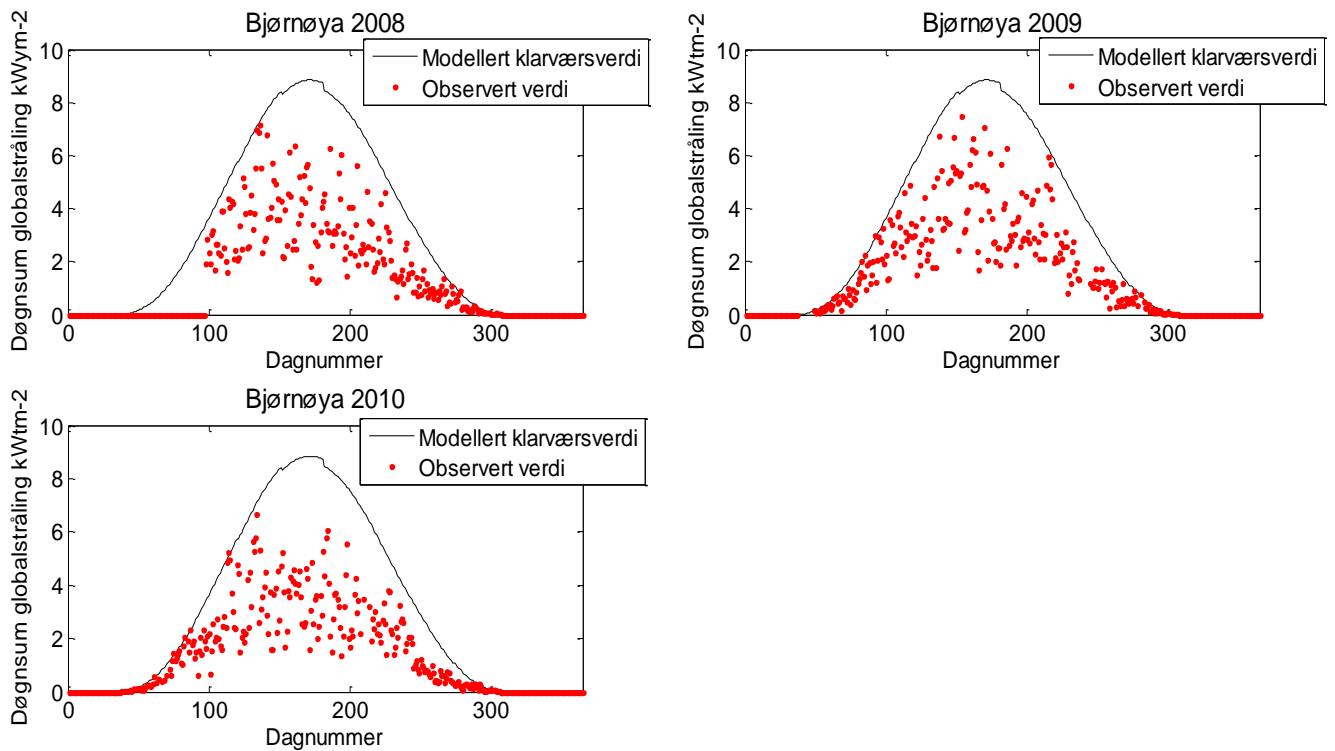 Bjørnøya 2008
Døgnsum globalstråling kWym-2
10
8
6
4
2
0
0 100 200 300
Dagnummer
Modellert klarværsverdi
Observert verdi
Bjørnøya 2009
Døgnsum globalstråling kWtm-2
10
8
6
4
2
0
0 100 200 300
Dagnummer
Modellert klarværsverdi
Observert verdi
Bjørnøya 2010
Døgnsum globalstråling kWtm-2
10
8
6
4
2
0
0 100 200 300
Dagnummer
Modellert klarværsverdi
Observert verdi